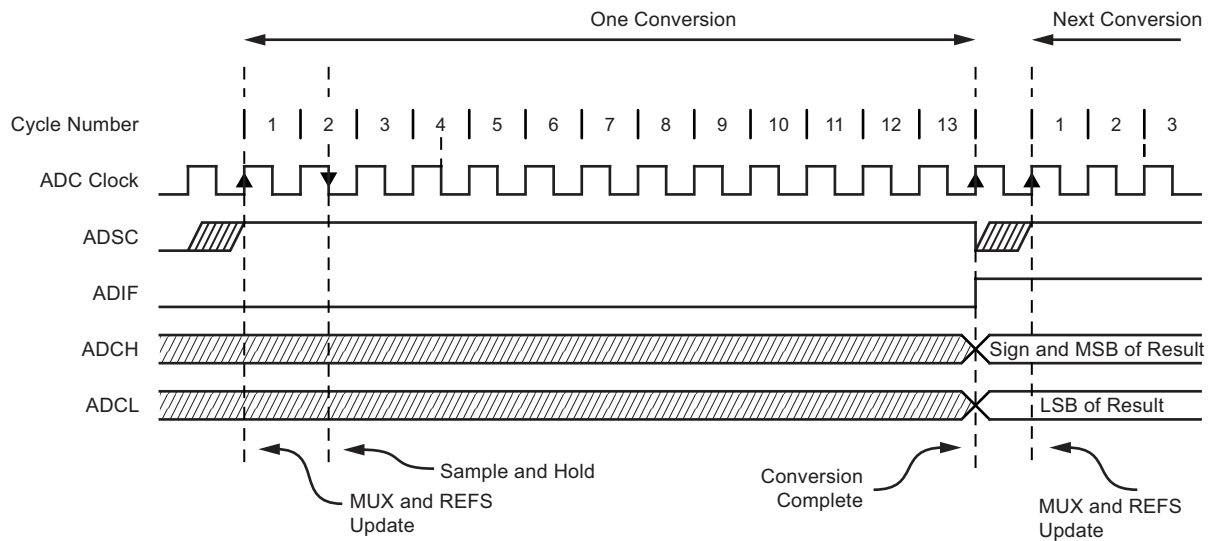 One Conversion
Next Conversion
Cycle Number
1 2 3 4 5 6 7 8 9 10 11 12 13 1 2 3
ADC Clock
ADSC
ADIF
ADCH
Sign and MSB of Result
ADCL
LSB of Result
Sample and Hold
MUX and REFS
Update
Conversion
Complete
MUX and REFS
Update